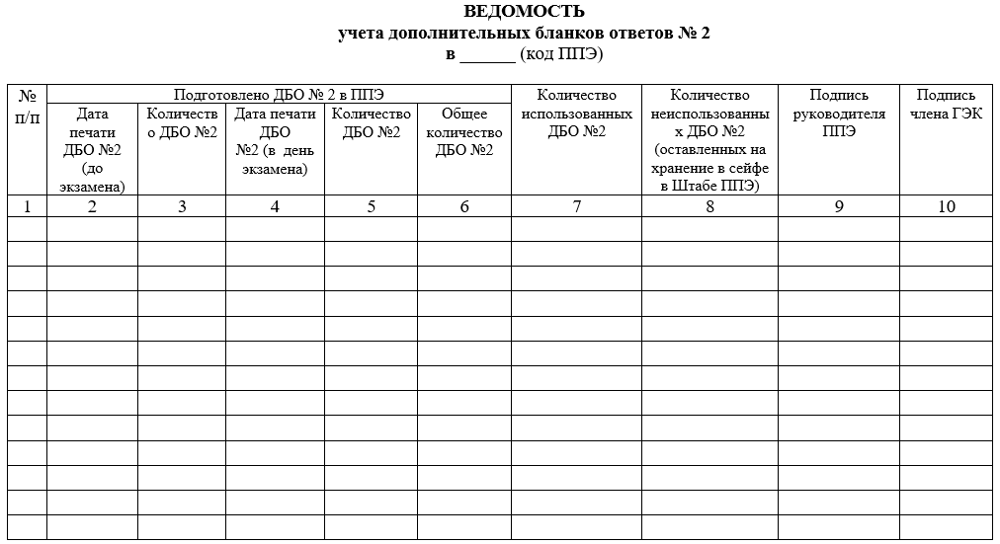 ВЕДОМОСТЬ
учета дополнительных бланков ответов № 2
в ______ (код ППЭ)
№
п/п
Подготовлено ДБО № 2 в ППЭ
Дата
печати
ДБО №2
(до
экзамена)
Количеств
о ДБО №2
Дата печати
ДБО
№2 (в день
экзамена)
Количество
ДБО №2
Общее
количество
ДБО №2
Количество
использованных
ДБО №2
Количество
неиспользованны
х ДБО №2
(оставленных на
хранение в сейфе
в Штабе ППЭ)
Подпись
руководителя
ППЭ
Подпись
члена ГЭК
1 2 3 4 5 6 7 8 9 10